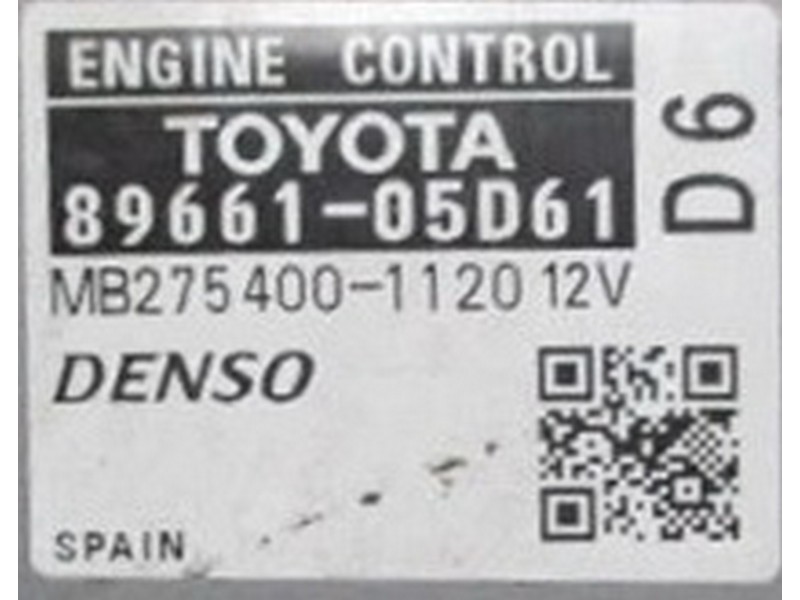 ENGINE CONTROL
TOYOTA
89661-05D61
MB275400-1120 12V
DENSO
SPAIN
D6